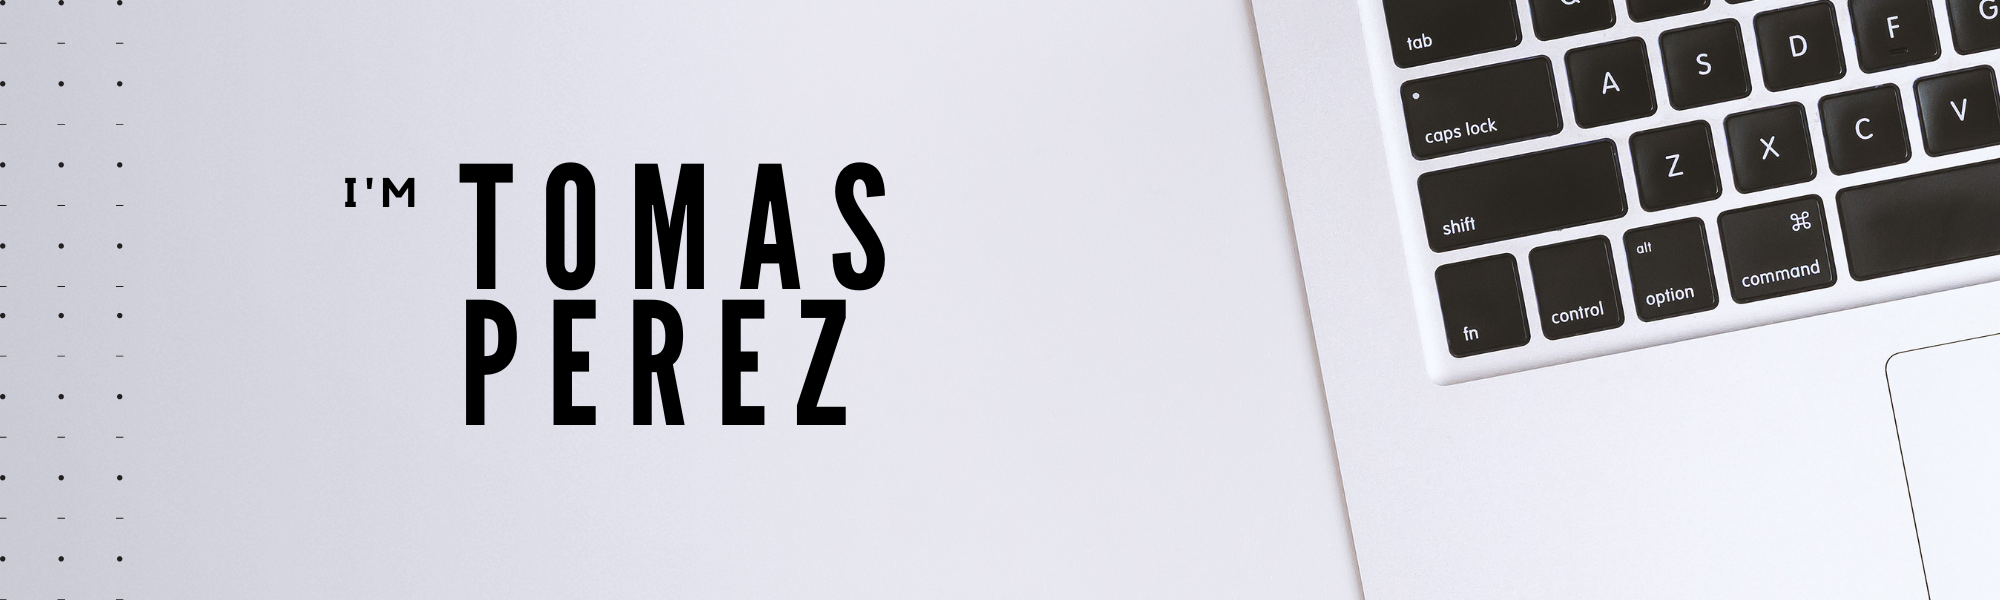 I'M TOMAS
PEREZ
tab
Q
caps lock
A
S
D
F
G
shift
Z
X
C
V
fn
control
alt
option
⌘
command